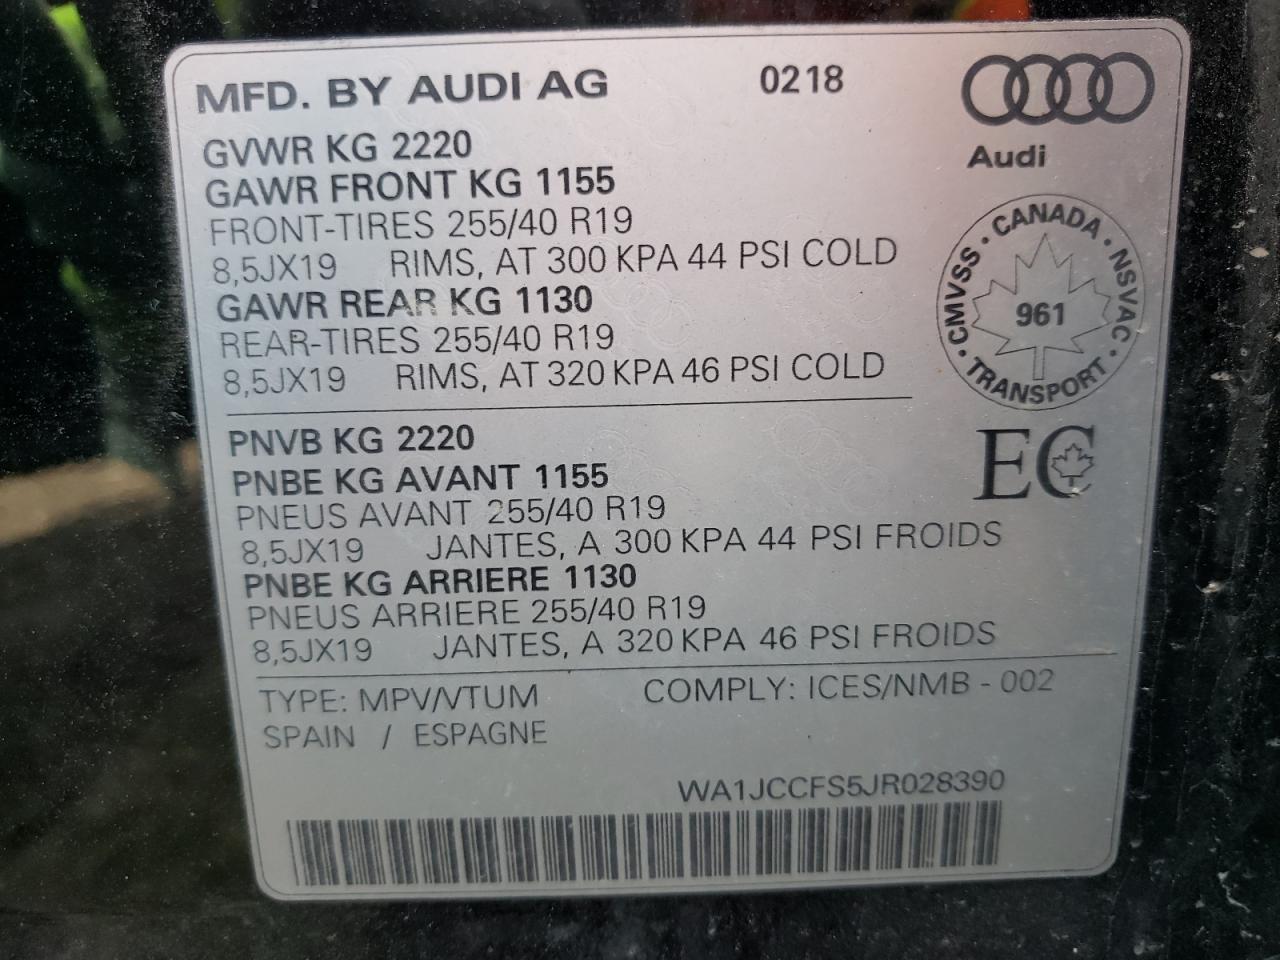 MFD. BY AUDI AG 0218
Audi
GVWR KG 2220
GAWR FRONT KG 1155
FRONT-TIRES 255/40 R19
8,5JX19 RIMS, AT 300 KPA 44 PSI COLD
GAWR REAR KG 1130
REAR-TIRES 255/40 R19
8,5JX19 RIMS, AT 320 KPA 46 PSI COLD
CMVSS · CANADA · NSVAC · TRANSPORT ·
961
PNVB KG 2220
PNBE KG AVANT 1155
PNEUS AVANT 255/40 R19
8,5JX19 JANTES, A 300 KPA 44 PSI FROIDS
PNBE KG ARRIERE 1130
PNEUS ARRIERE 255/40 R19
8,5JX19 JANTES, A 320 KPA 46 PSI FROIDS
EC
TYPE: MPV/VTUM COMPLY: ICES/NMB - 002
SPAIN / ESPAGNE
WA1JCCFS5JR028390